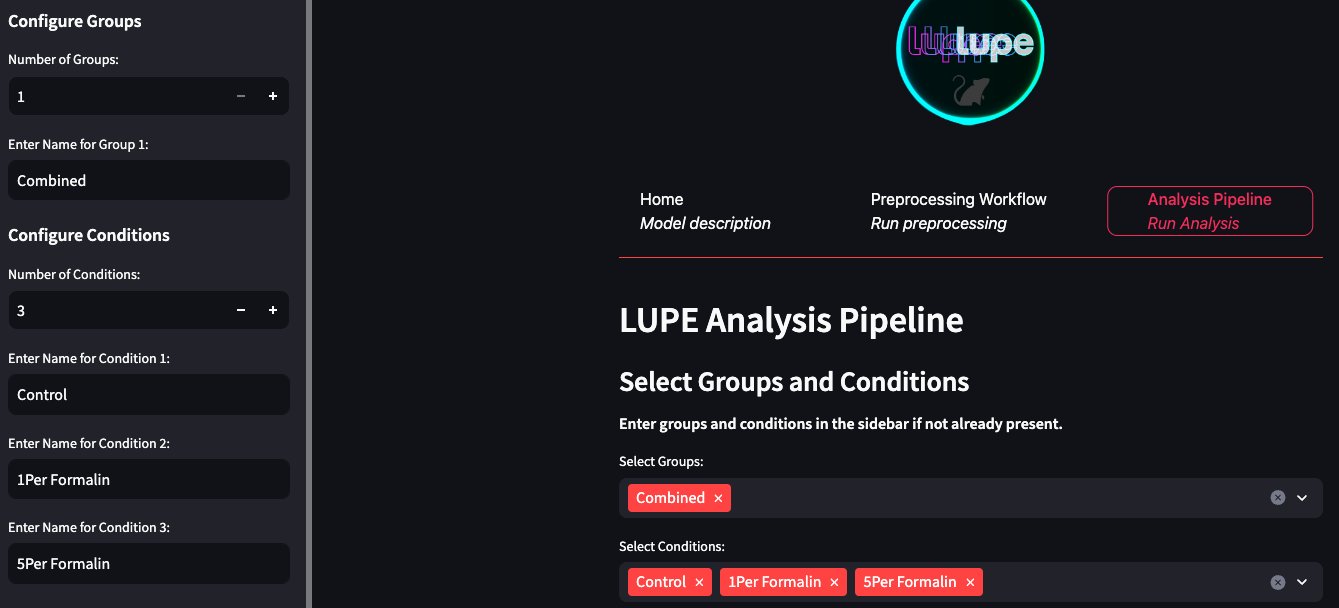 Configure Groups
Number of Groups:
1
Enter Name for Group 1:
Combined
Configure Conditions
Number of Conditions:
3
Enter Name for Condition 1:
Control
Enter Name for Condition 2:
1Per Formalin
Enter Name for Condition 3:
5Per Formalin
lupe
Home
Model description
Preprocessing Workflow
Run preprocessing
Analysis Pipeline
Run Analysis
LUPE Analysis Pipeline
Select Groups and Conditions
Enter groups and conditions in the sidebar if not already present.
Select Groups:
Combined
Select Conditions:
Control 1Per Formalin 5Per Formalin